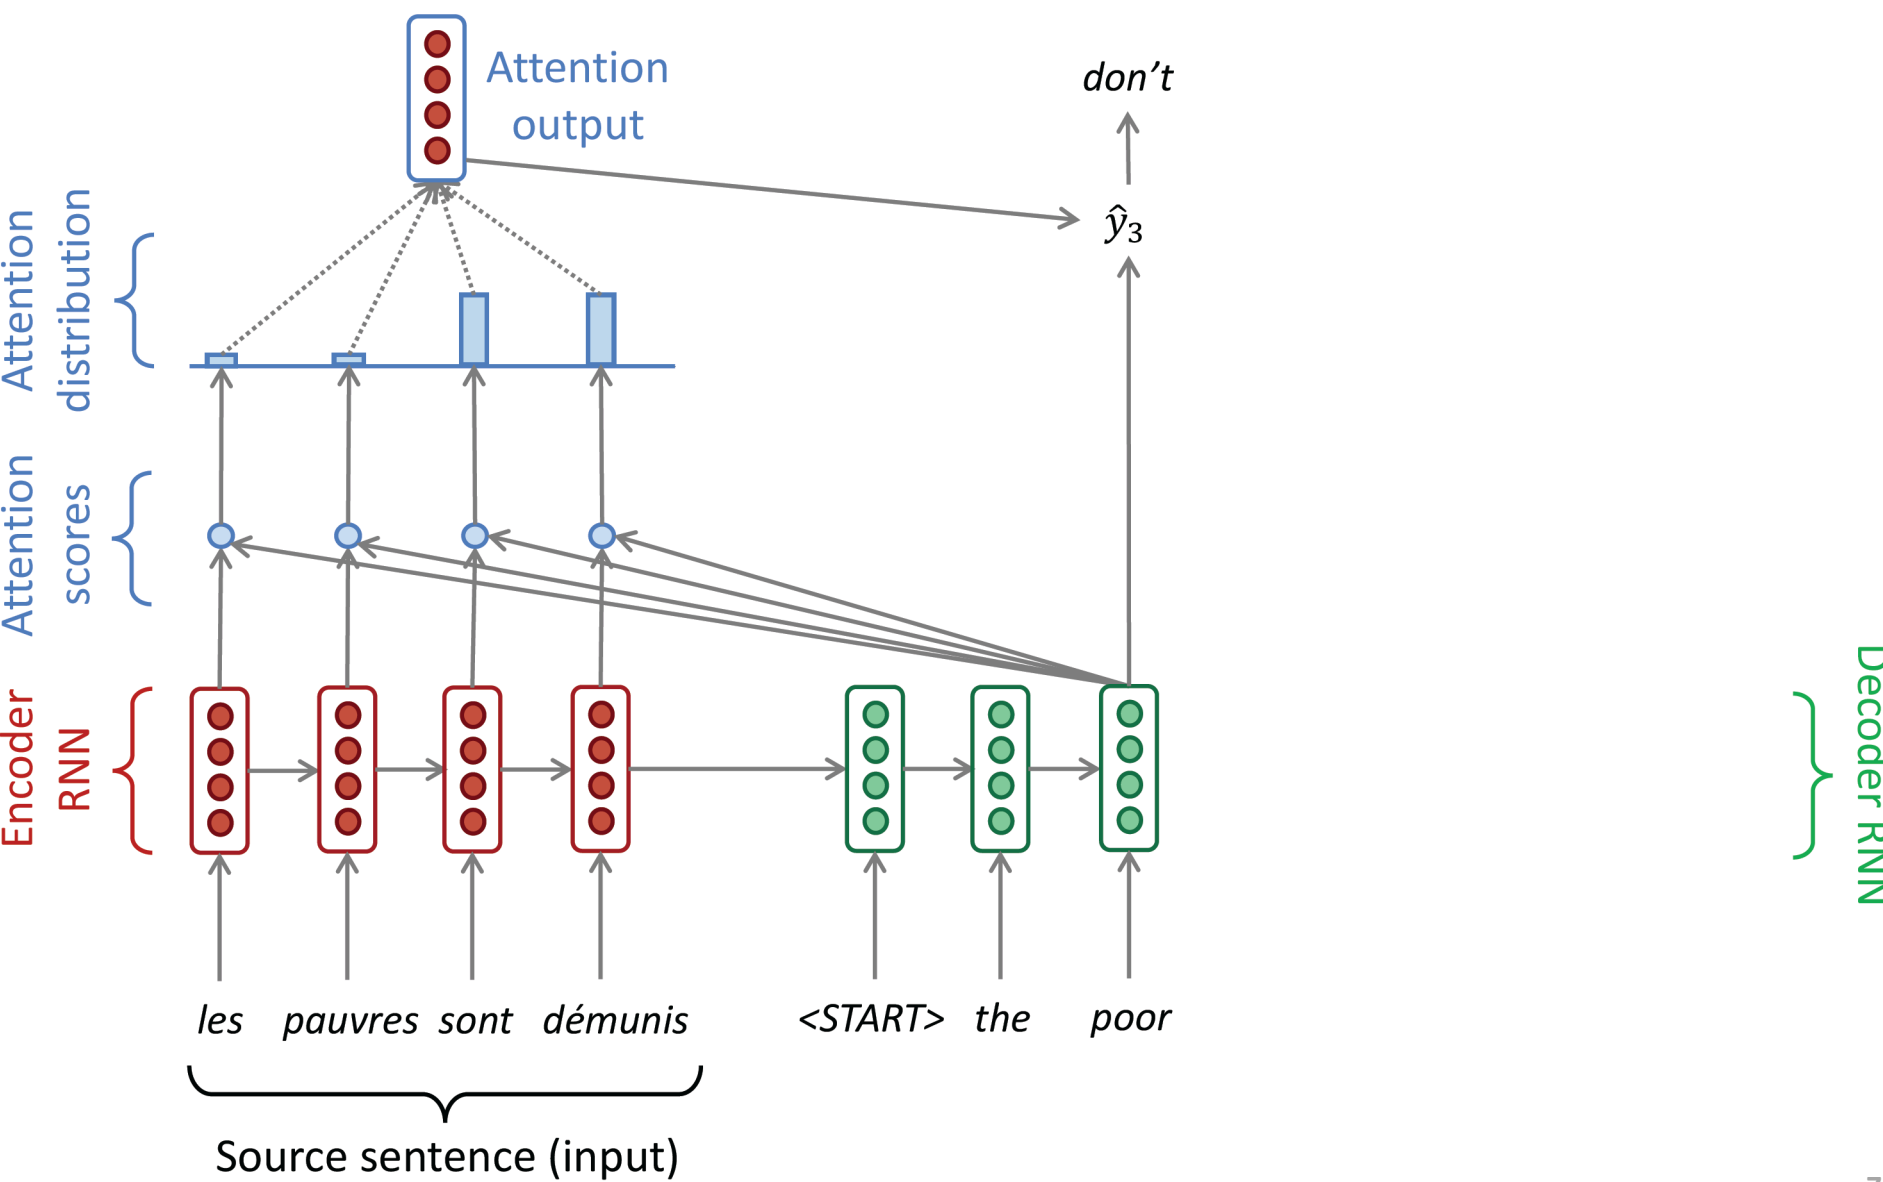 Attention
output
don't
ŷ3
Attention
distribution
Attention
scores
Encoder
RNN
Decoder RNN
les pauvres sont démunis <START> the poor
Source sentence (input)